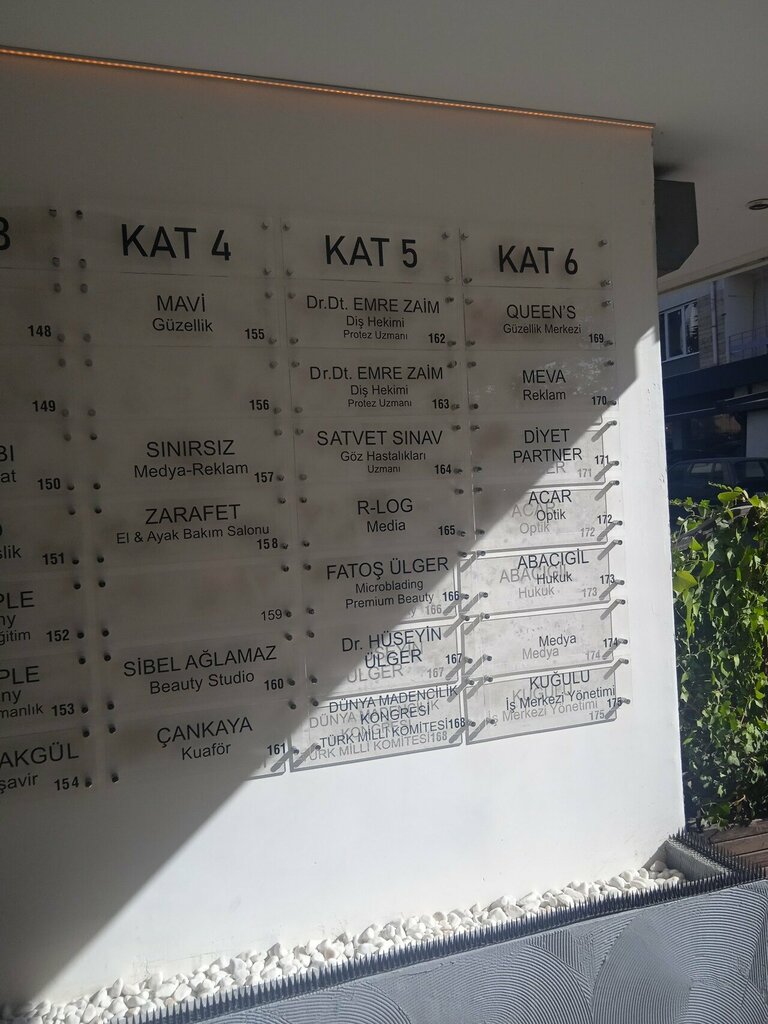 3
148
149
150
151
152
153
AKGÜL
154
KAT 4
MAVİ
Güzellik
155
156
SINIRSIZ
Medya-Reklam
157
ZARAFET
El & Ayak Bakım Salonu
158
159
SİBEL AĞLAMAZ
Beauty Studio
160
ÇANKAYA
Kuaför
161
KAT 5
Dr.Dt. EMRE ZAİM
Diş Hekimi
Protez Uzmanı
162
Dr.Dt. EMRE ZAİM
Diş Hekimi
Protez Uzmanı
163
SATVET SINAV
Göz Hastalıkları
Uzmanı
164
R-LOG
Media
165
FATOŞ ÜLGER
Microblading
Premium Beauty
166
Dr. HÜSEYİN
ÜLGER
167
DÜNYA MADENCİLİK
KONGRESİ
TÜRK MİLLİ KOMİTESİ
168
KAT 6
QUEEN'S
Güzellik Merkezi
169
MEVA
Reklam
170
DİYET
PARTNER
171
ACAR
Optik
172
ABACIGİL
Hukuk
173
Medya
174
KUĞULU
İş Merkezi Yönetimi
175